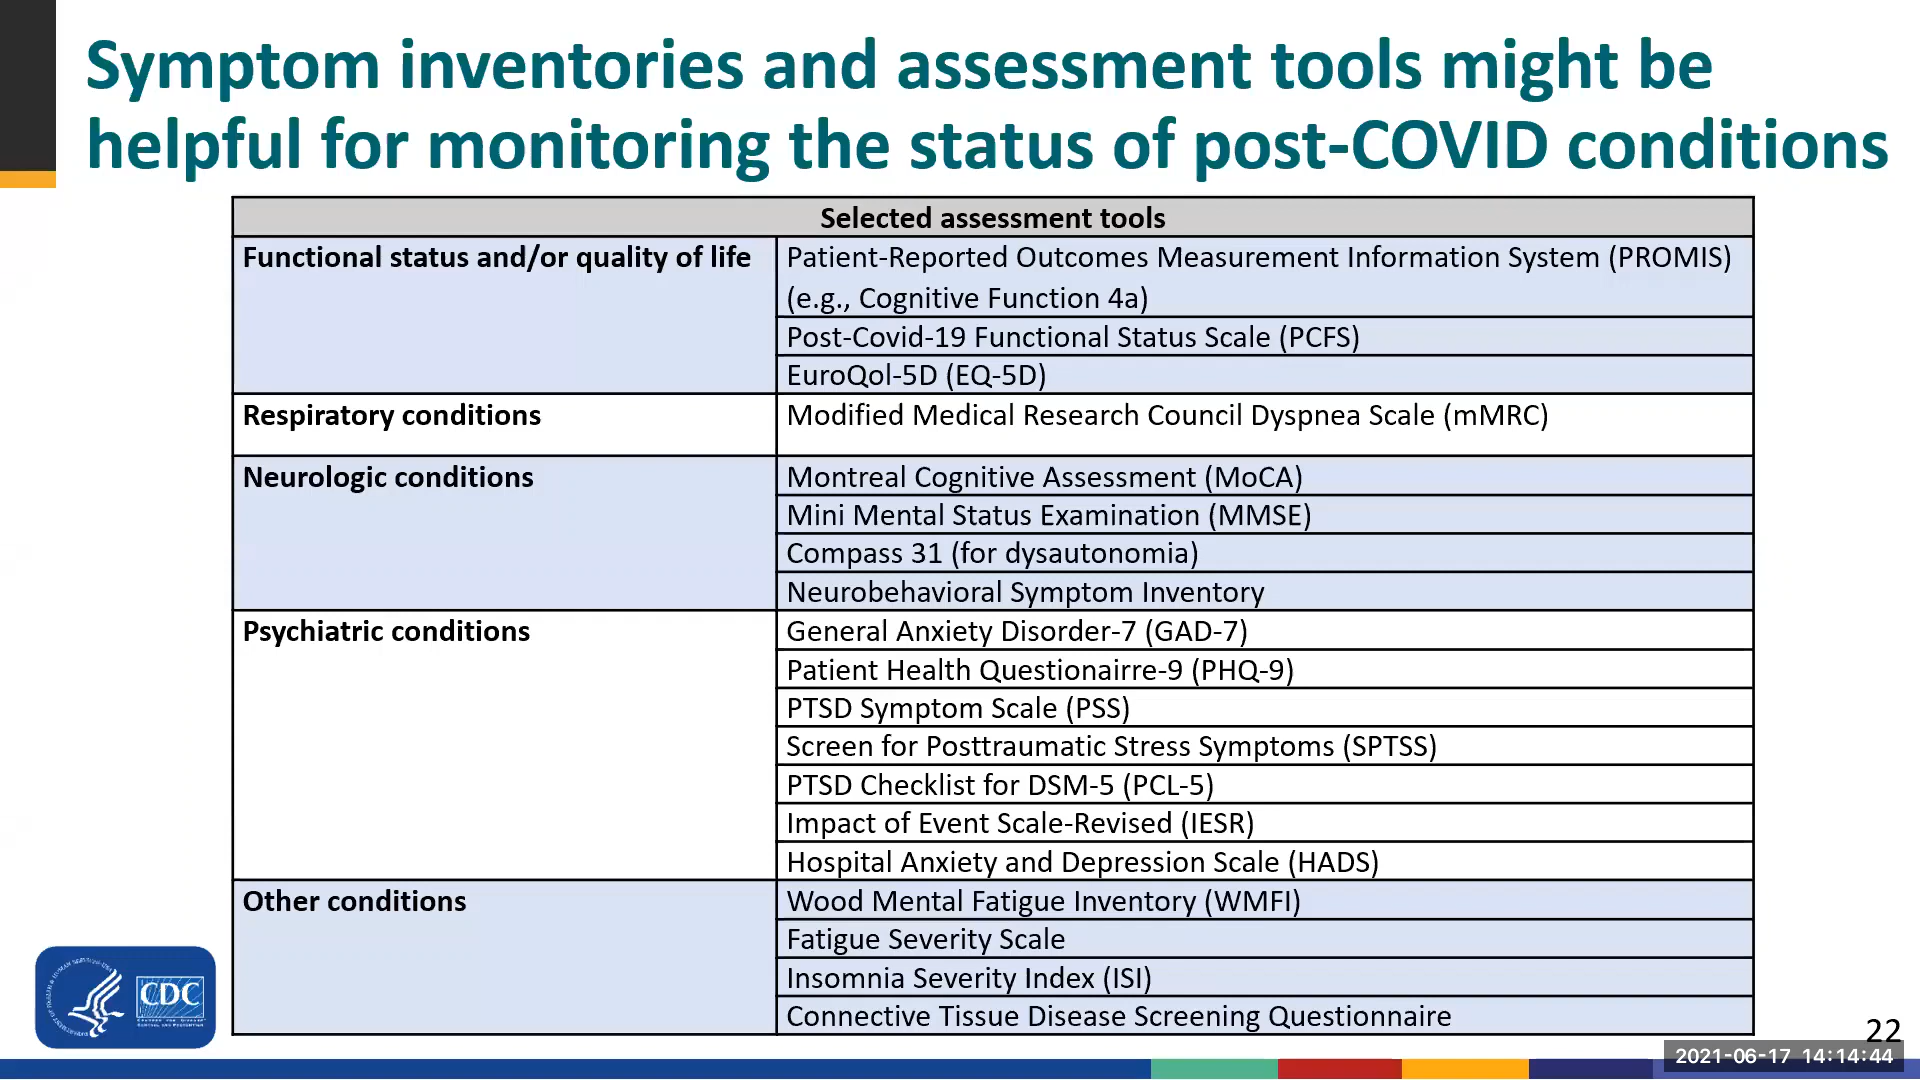 Symptom inventories and assessment tools might be
helpful for monitoring the status of post-COVID conditions
Selected assessment tools
Functional status and/or quality of life
Patient-Reported Outcomes Measurement Information System (PROMIS)
(e.g., Cognitive Function 4a)
Post-Covid-19 Functional Status Scale (PCFS)
EuroQol-5D (EQ-5D)
Respiratory conditions
Modified Medical Research Council Dyspnea Scale (mMRC)
Neurologic conditions
Montreal Cognitive Assessment (MoCA)
Mini Mental Status Examination (MMSE)
Compass 31 (for dysautonomia)
Neurobehavioral Symptom Inventory
Psychiatric conditions
General Anxiety Disorder-7 (GAD-7)
Patient Health Questionairre-9 (PHQ-9)
PTSD Symptom Scale (PSS)
Screen for Posttraumatic Stress Symptoms (SPTSS)
PTSD Checklist for DSM-5 (PCL-5)
Impact of Event Scale-Revised (IESR)
Hospital Anxiety and Depression Scale (HADS)
Other conditions
Wood Mental Fatigue Inventory (WMFI)
Fatigue Severity Scale
Insomnia Severity Index (ISI)
Connective Tissue Disease Screening Questionnaire
CDC
22
2021-06-17 14:14:44